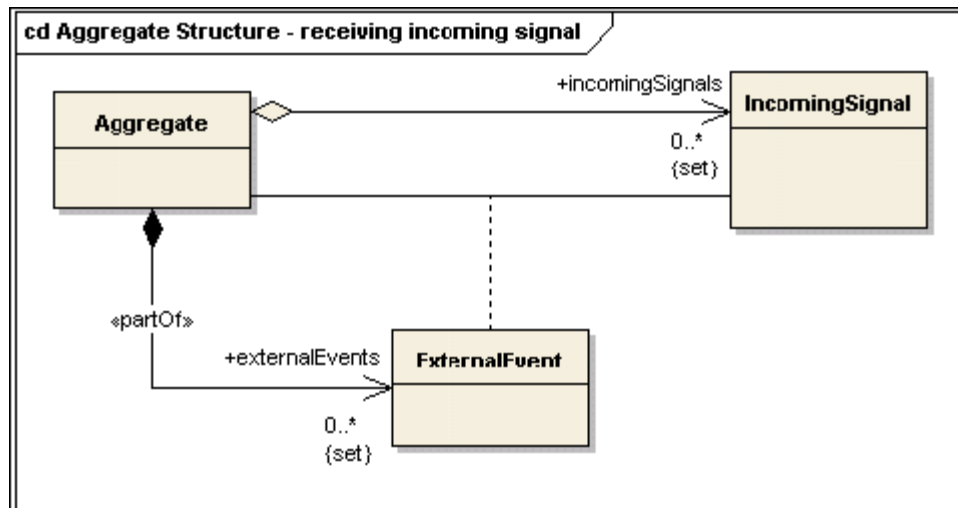 cd Aggregate Structure - receiving incoming signal
+incomingSignals
IncomingSignal
Aggregate
0..*
{set}
«partOf»
+externalEvents
ExternalEvent
0..*
{set}